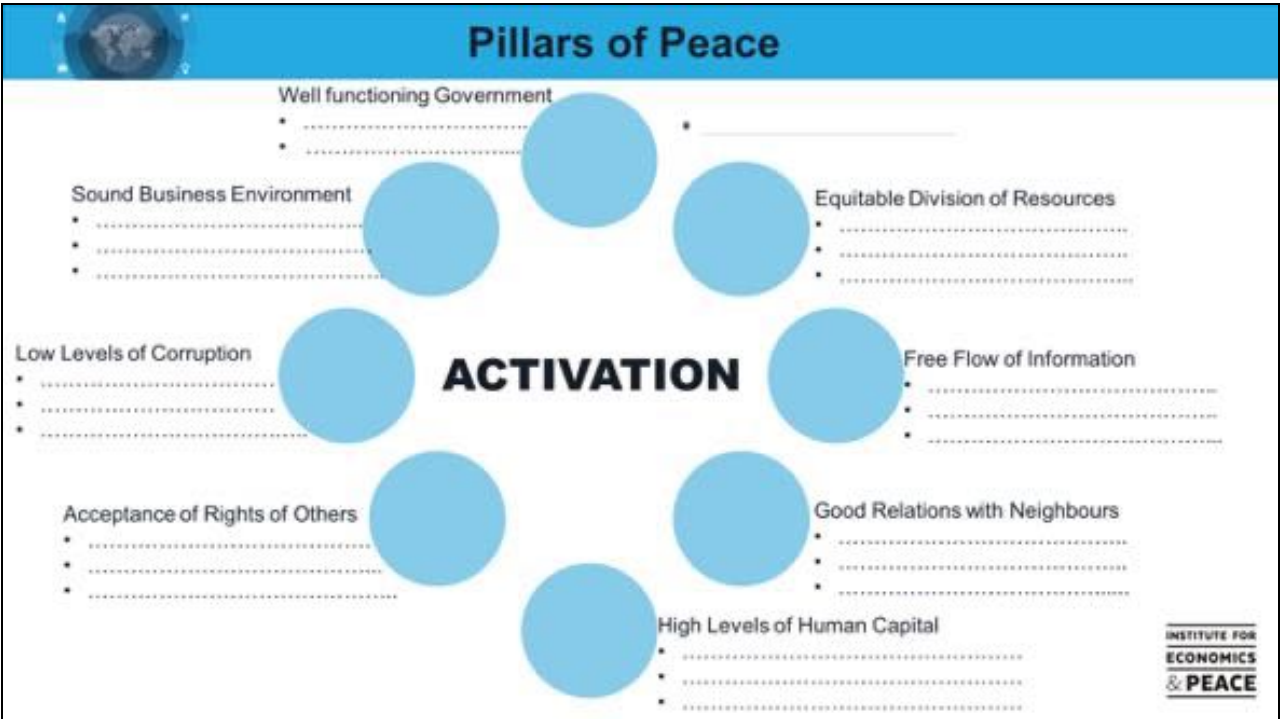 Pillars of Peace
Well functioning Government
Sound Business Environment
Equitable Division of Resources
Low Levels of Corruption
ACTIVATION
Free Flow of Information
Acceptance of Rights of Others
Good Relations with Neighbours
High Levels of Human Capital
INSTITUTE FOR
ECONOMICS
& PEACE